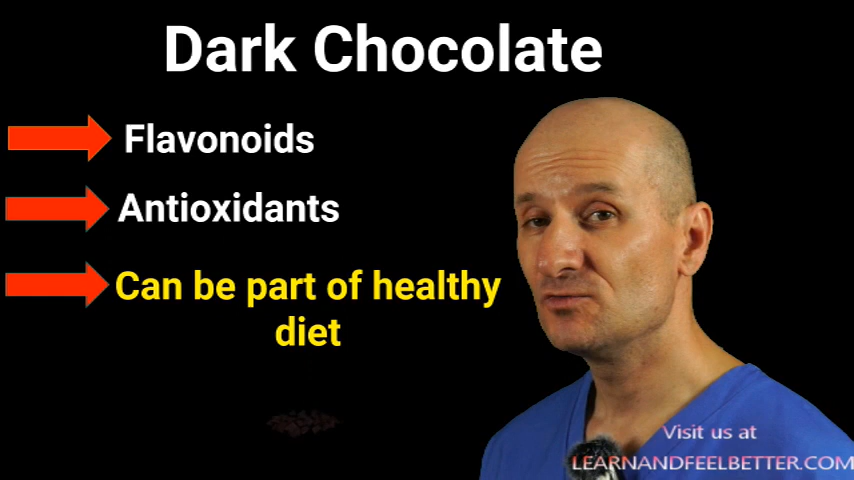 Dark Chocolate
Flavonoids
Antioxidants
Can be part of healthy
diet
Visit us at
LEARNANDFEELBETTER.COM